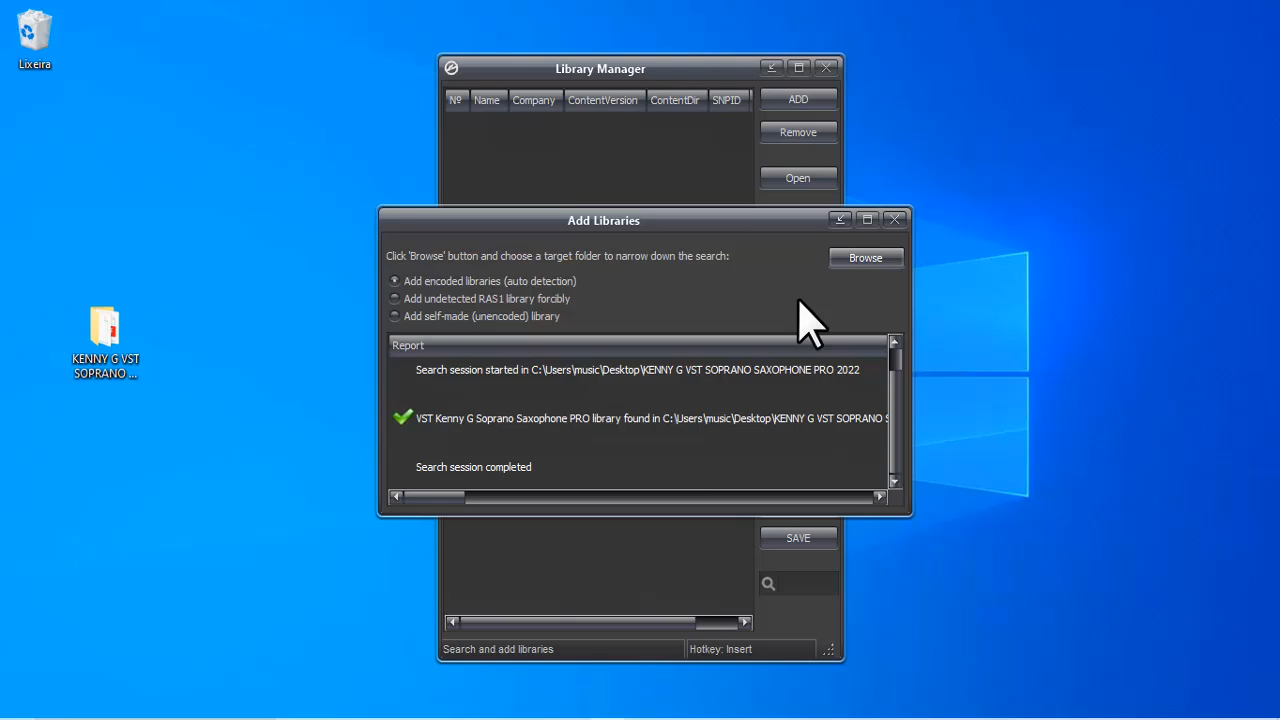 Lixeira
KENNY G VST
SOPRANO ...
Library Manager
Nº Name Company ContentVersion ContentDir SNPID
ADD
Remove
Open
Add Libraries
Click 'Browse' button and choose a target folder to narrow down the search:
Browse
Add encoded libraries (auto detection)
Add undetected RAS1 library forcibly
Add self-made (unencoded) library
Report
Search session started in C:\Users\music\Desktop\KENNY G VST SOPRANO SAXOPHONE PRO 2022
VST Kenny G Soprano Saxophone PRO library found in C:\Users\music\Desktop\KENNY G VST SOPRANO S
Search session completed
SAVE
Search and add libraries
Hotkey: Insert